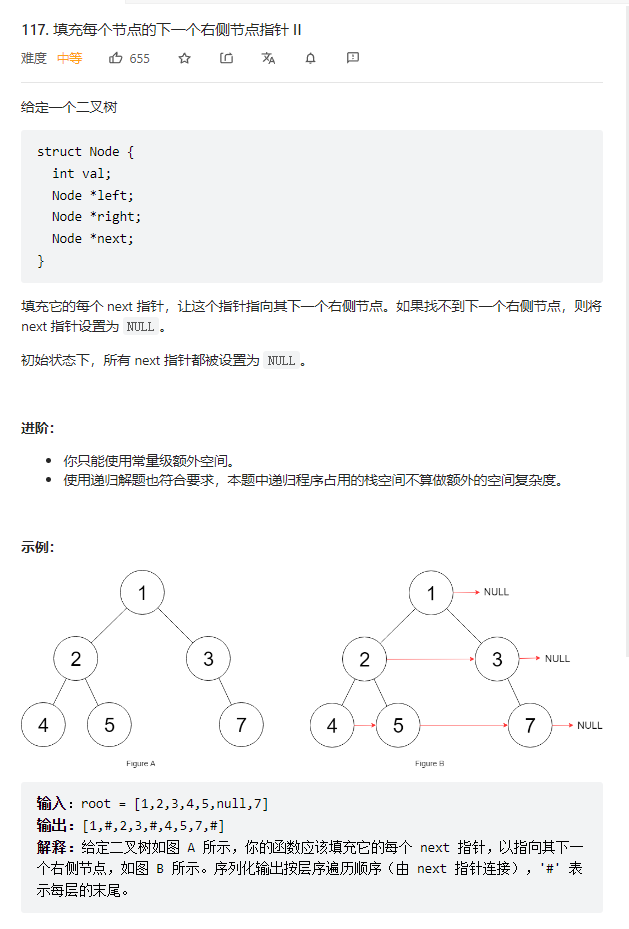 117. 填充每个节点的下一个右侧节点指针 II
难度 中等 655
给定一个二叉树
struct Node {
  int val;
  Node *left;
  Node *right;
  Node *next;
}
填充它的每个 next 指针，让这个指针指向其下一个右侧节点。如果找不到下一个右侧节点，则将
next 指针设置为 NULL 。
初始状态下，所有 next 指针都被设置为 NULL 。
进阶：
• 你只能使用常量级额外空间。
• 使用递归解题也符合要求，本题中递归程序占用的栈空间不算做额外的空间复杂度。
示例：
1
2 3
4 5 7
Figure A
1 NULL
2 3 NULL
4 5 7 NULL
Figure B
输入：root = [1,2,3,4,5,null,7]
输出：[1,#,2,3,#,4,5,7,#]
解释：给定二叉树如图 A 所示，你的函数应该填充它的每个 next 指针，以指向其下一
个右侧节点，如图 B 所示。序列化输出按层序遍历顺序（由 next 指针连接），'#' 表
示每层的末尾。